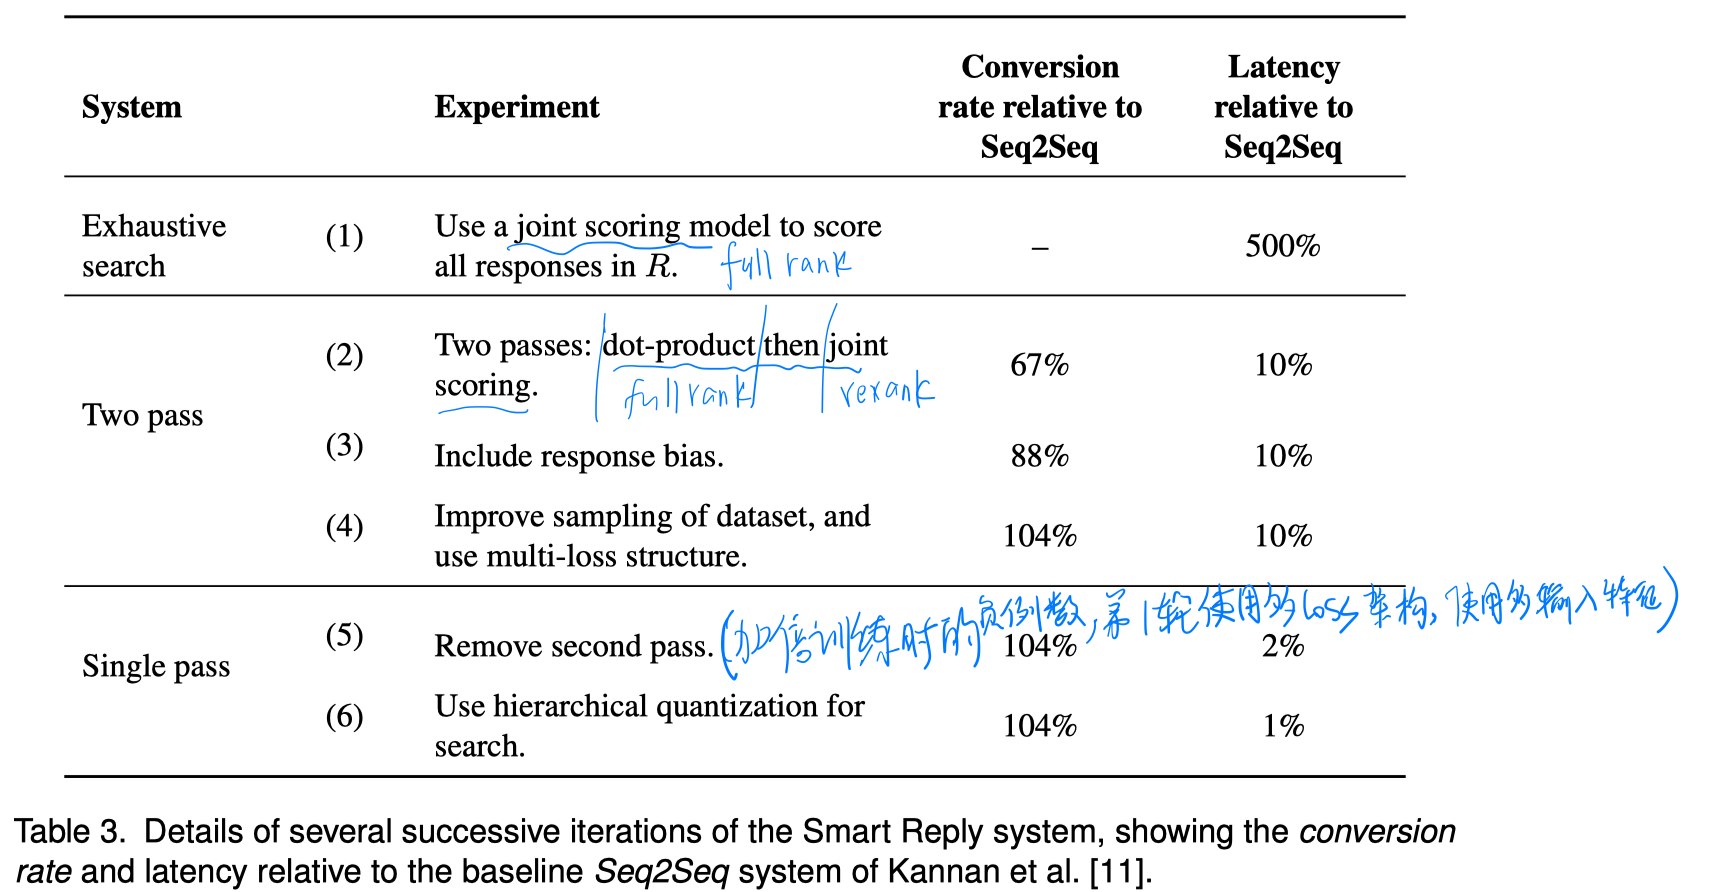 System Experiment Conversion rate relative to Seq2Seq Latency relative to Seq2Seq
Exhaustive search (1) Use a joint scoring model to score
all responses in R. – 500%
full rank
Two pass
(2) Two passes: dot-product then joint
scoring. 67% 10%
full rank rerank
(3) Include response bias. 88% 10%
(4) Improve sampling of dataset, and
use multi-loss structure. 104% 10%
Single pass
(5) Remove second pass. 104% 2%
(加倍训练时的负例数,第1轮使用多loss架构,使用多输入特征)
(6) Use hierarchical quantization for
search. 104% 1%
Table 3. Details of several successive iterations of the Smart Reply system, showing the conversion
rate and latency relative to the baseline Seq2Seq system of Kannan et al. [11].